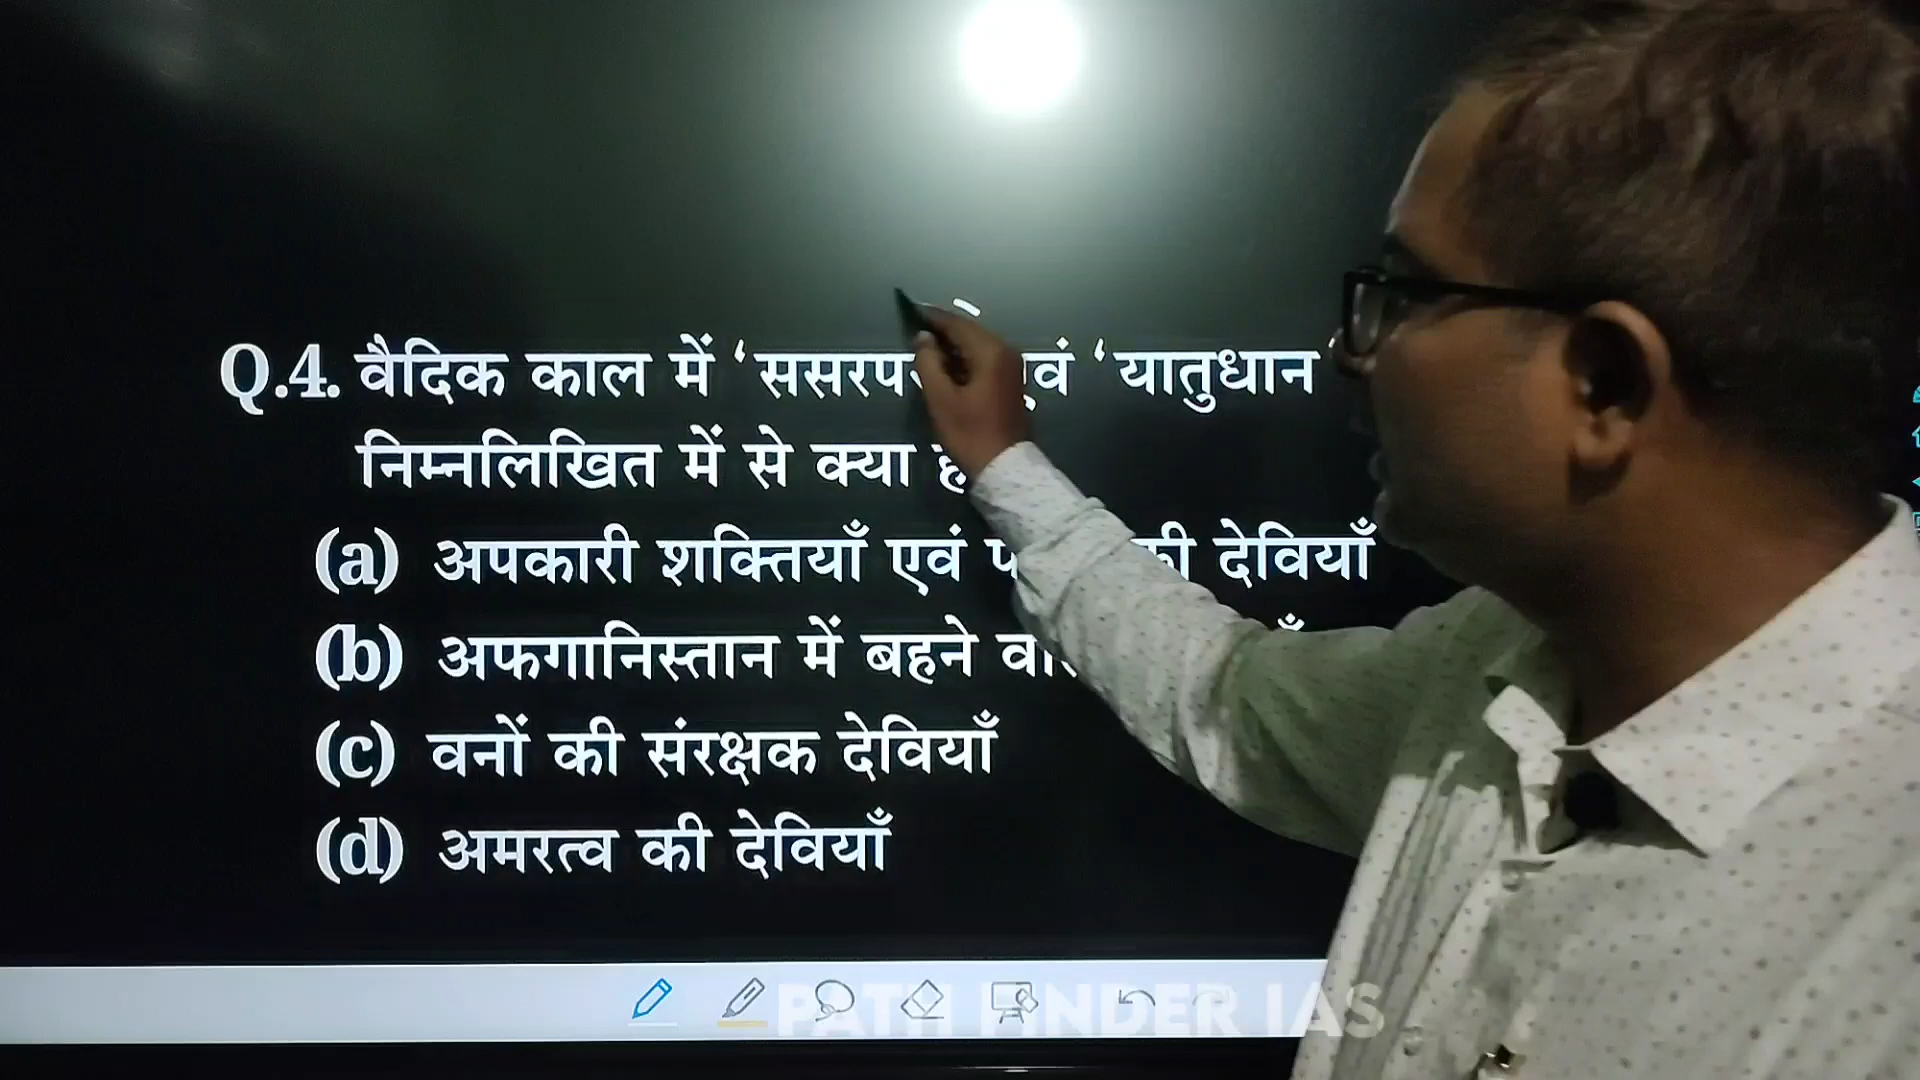 Q.4. वैदिक काल में 'ससरप वं 'यातुधान
निम्नलिखित में से क्या
(a) अपकारी शक्तियाँ एवं की देवियाँ
(b) अफगानिस्तान में बहने
(c) वनों की संरक्षक देवियाँ
(d) अमरत्व की देवियाँ
PATH FINDER IAS